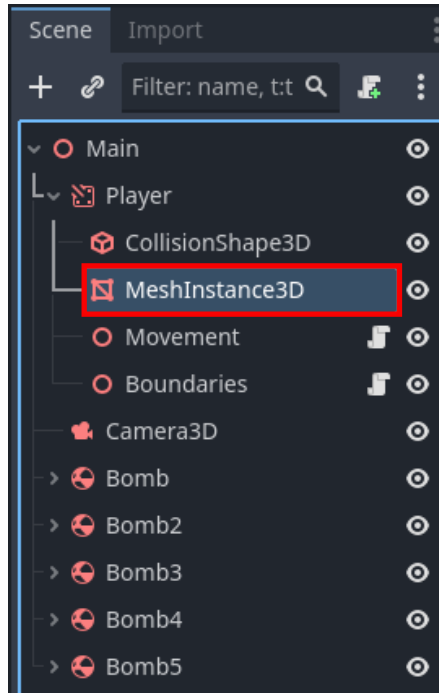 Scene Import
Filter: name, t:t
Main
Player
CollisionShape3D
MeshInstance3D
Movement
Boundaries
Camera3D
Bomb
Bomb2
Bomb3
Bomb4
Bomb5